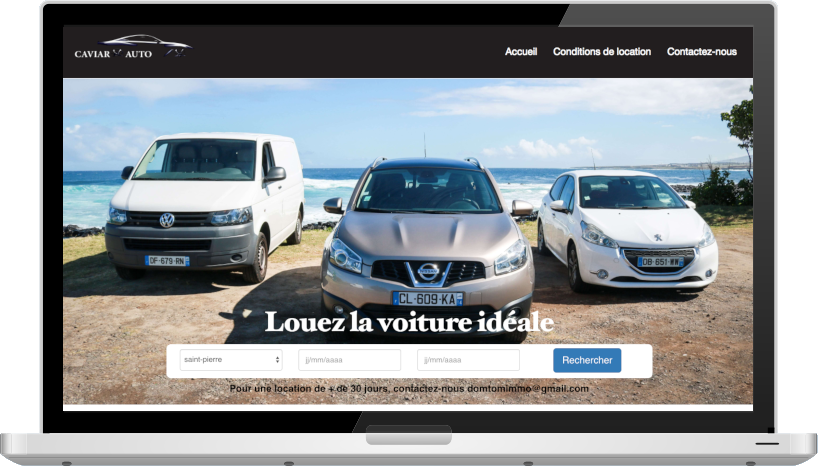 CAVIAR AUTO
Accueil Conditions de location Contactez-nous
DF-679-RN
CL-609-KA
DB-651-WW
Louez la voiture idéale
saint-pierre jj/mm/aaaa jj/mm/aaaa Rechercher
Pour une location de + de 30 jours, contactez-nous domtomimmo@gmail.com